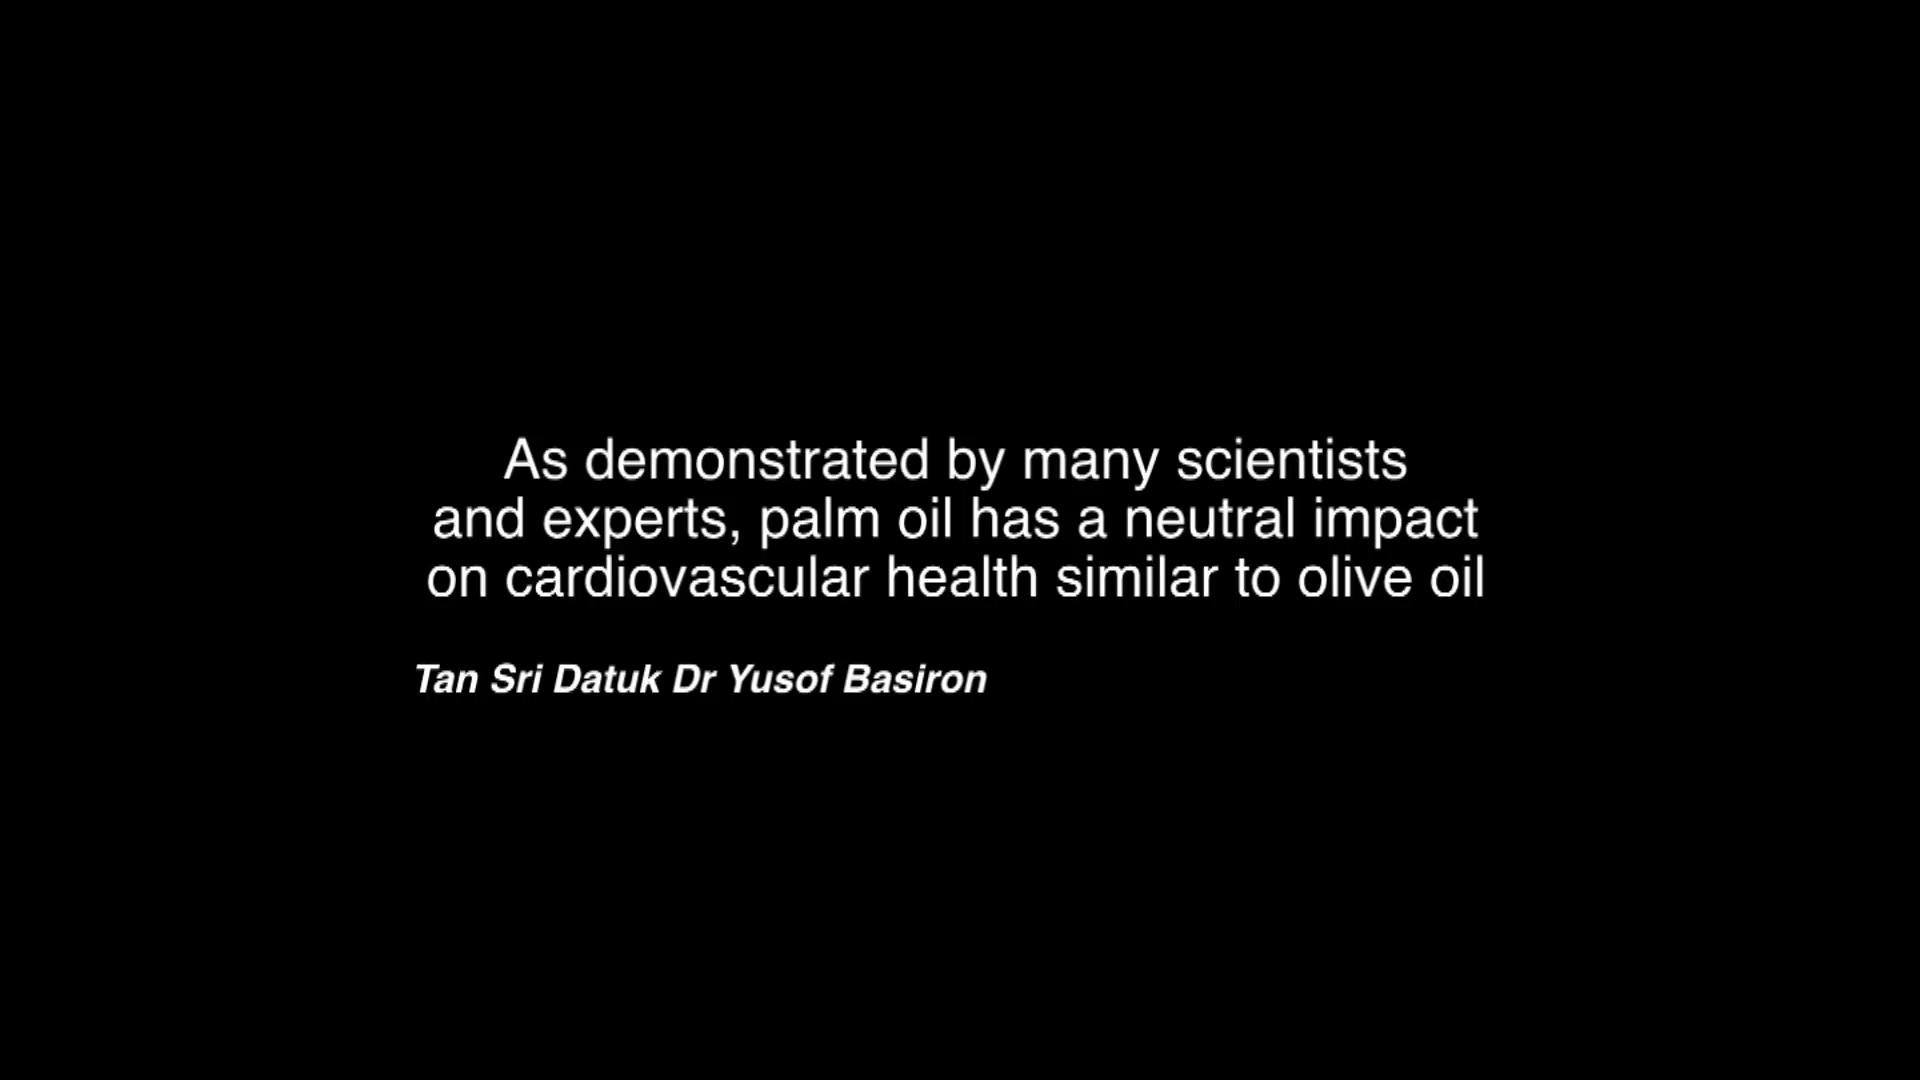 As demonstrated by many scientists
and experts, palm oil has a neutral impact
on cardiovascular health similar to olive oil
Tan Sri Datuk Dr Yusof Basiron